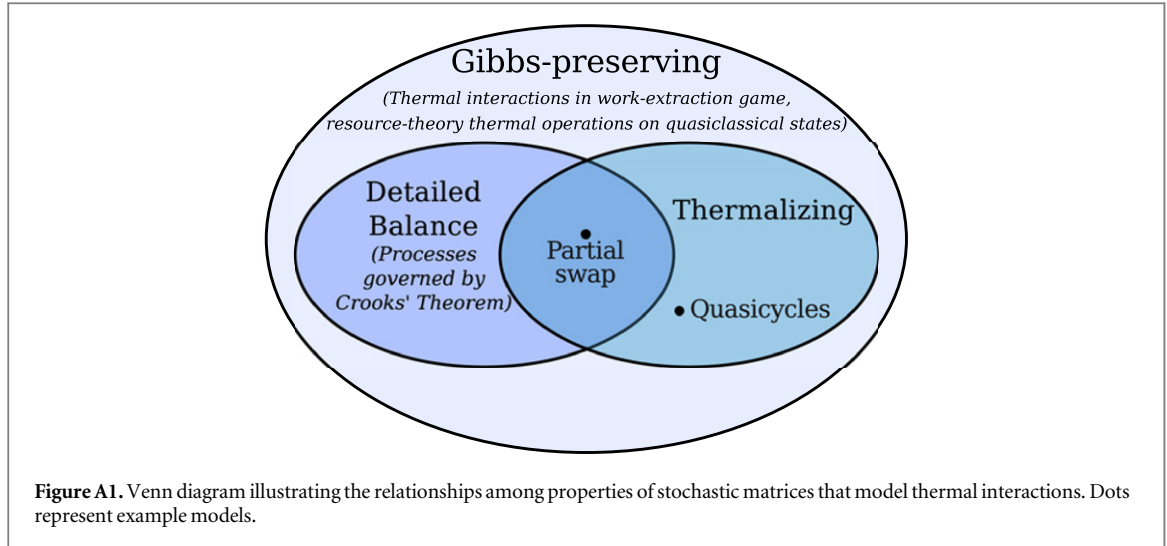 Gibbs-preserving
(Thermal interactions in work-extraction game,
resource-theory thermal operations on quasiclassical states)
Detailed
Balance
(Processes
governed by
Crooks' Theorem)
Partial
swap
Thermalizing
Quasicycles
Figure A1. Venn diagram illustrating the relationships among properties of stochastic matrices that model thermal interactions. Dots
represent example models.